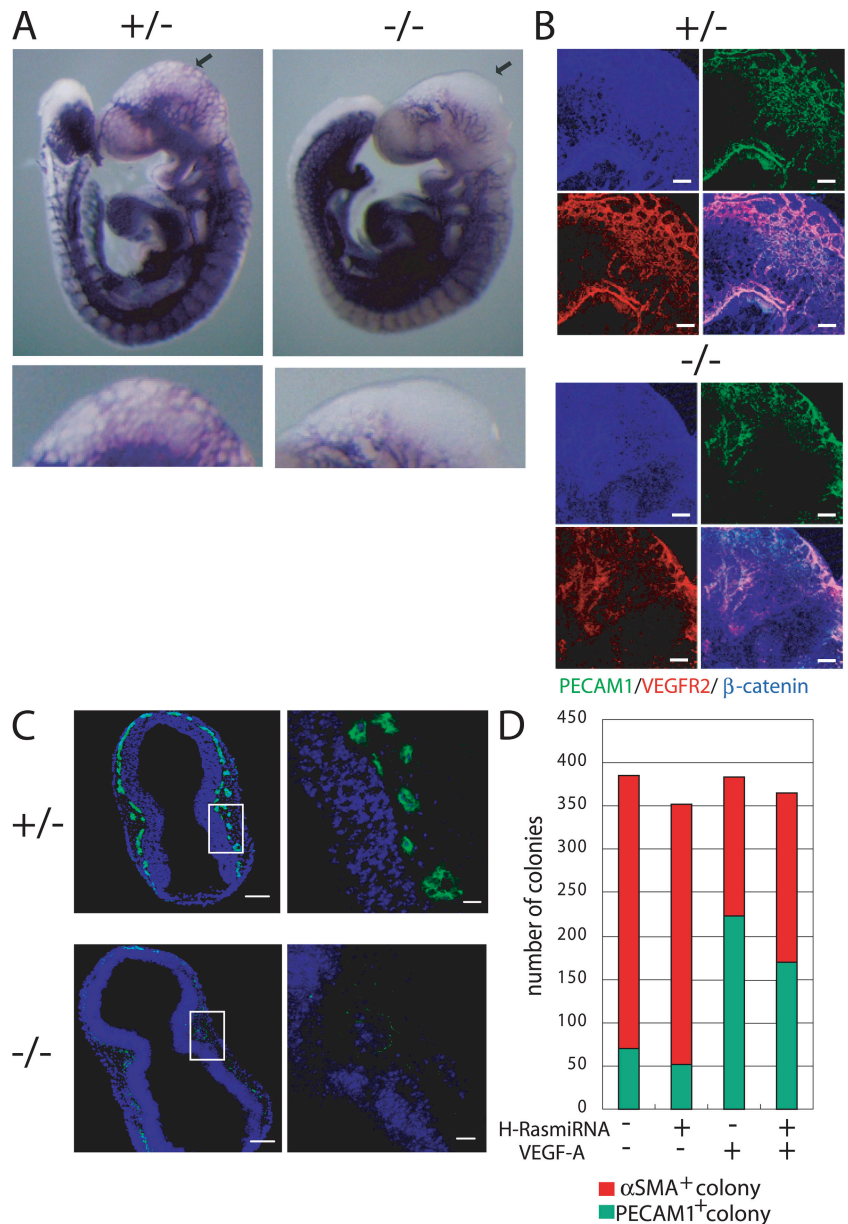 A
+/-
-/-
B
+/-
-/-
PECAM1/VEGFR2/ β-catenin
C
+/-
-/-
D
450
400
350
300
250
200
150
100
50
0
number of colonies
H-RasmiRNA - + - +
VEGF-A - - + +
αSMA+ colony
PECAM1+ colony